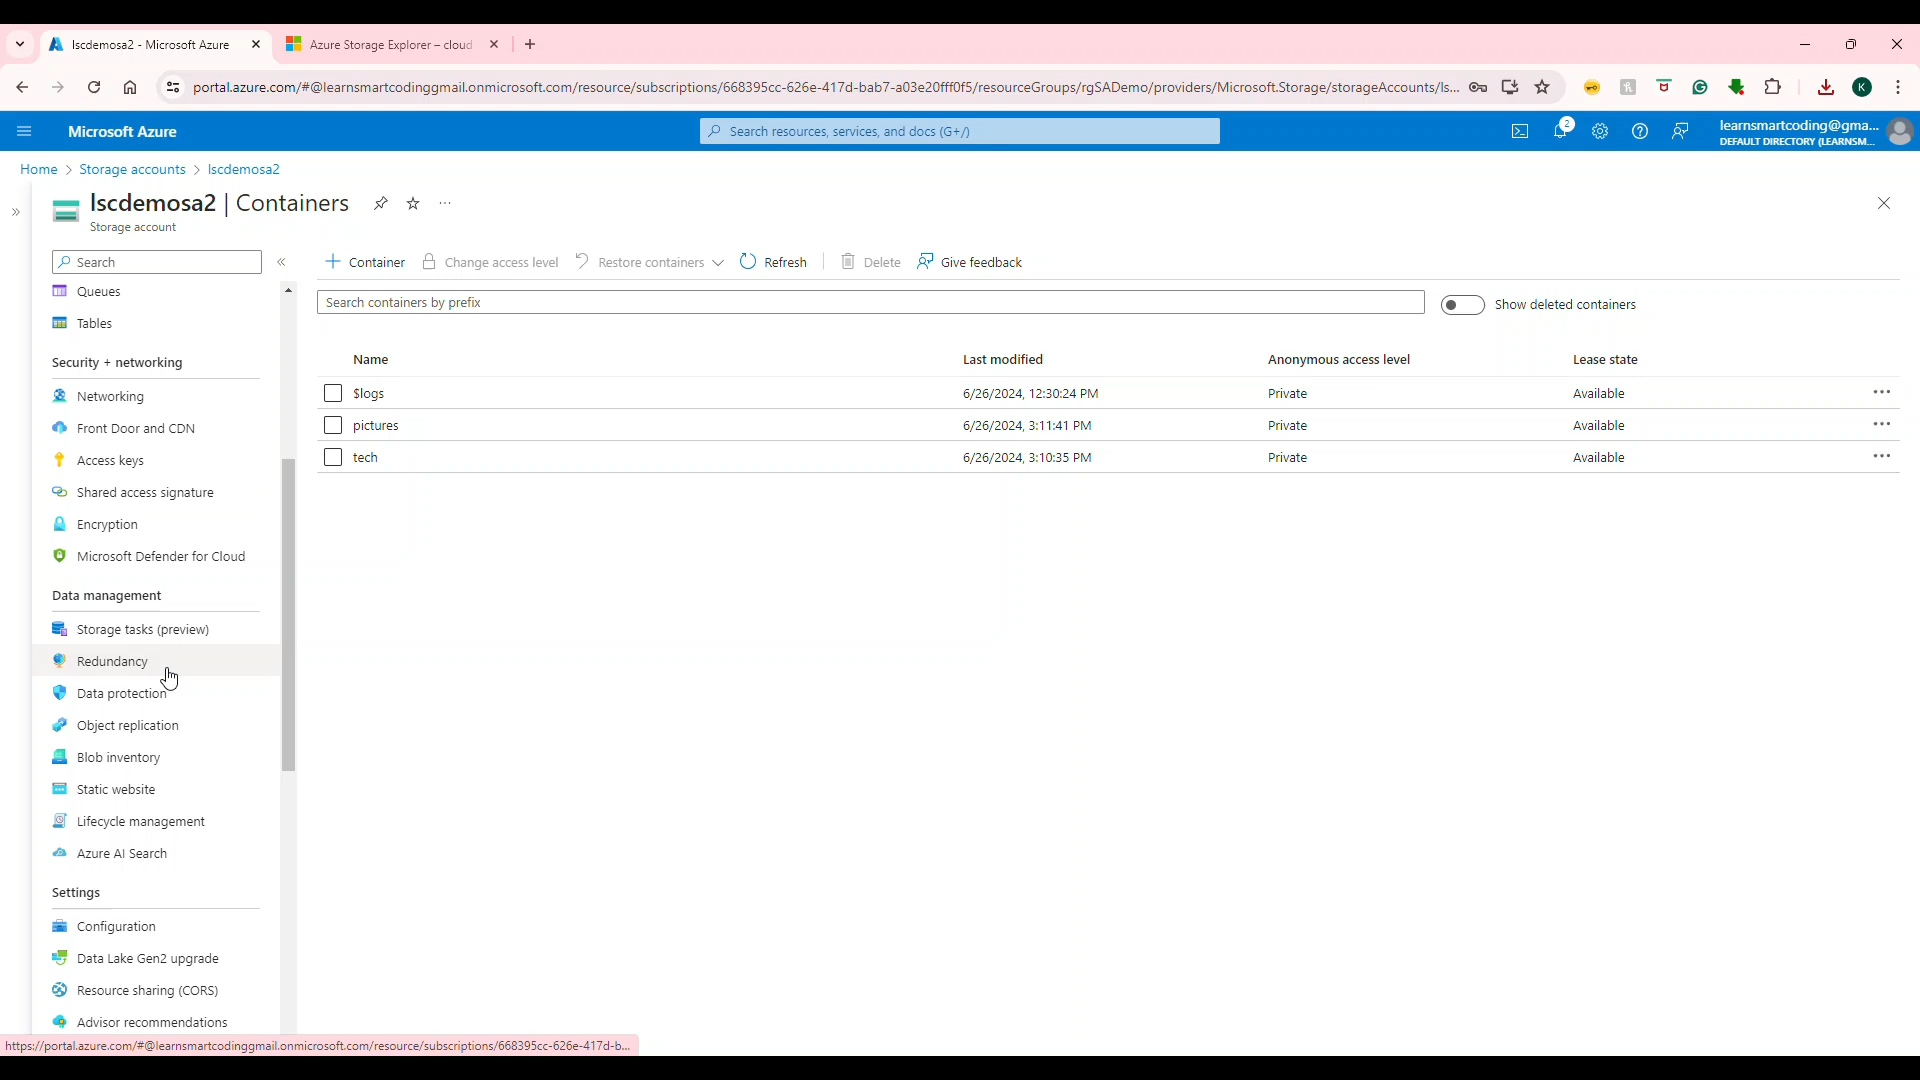 lscdemosa2 - Microsoft Azure
Azure Storage Explorer – cloud
portal.azure.com/#@learnsmartcodinggmail.onmicrosoft.com/resource/subscriptions/668395cc-626e-417d-bab7-a03e20fff0f5/resourceGroups/rgSADemo/providers/Microsoft.Storage/storageAccounts/ls...
K
Microsoft Azure
Search resources, services, and docs (G+/)
2
learnsmartcoding@gma...
DEFAULT DIRECTORY (LEARNSM...
Home > Storage accounts > lscdemosa2
lscdemosa2 | Containers
Storage account
Search
Container
Change access level
Restore containers
Refresh
Delete
Give feedback
Queues
Search containers by prefix
Show deleted containers
Tables
Security + networking
Networking
Front Door and CDN
Access keys
Shared access signature
Encryption
Microsoft Defender for Cloud
Data management
Storage tasks (preview)
Redundancy
Data protection
Object replication
Blob inventory
Static website
Lifecycle management
Azure AI Search
Settings
Configuration
Data Lake Gen2 upgrade
Resource sharing (CORS)
Advisor recommendations
Name Last modified Anonymous access level Lease state
$logs 6/26/2024, 12:30:24 PM Private Available
pictures 6/26/2024, 3:11:41 PM Private Available
tech 6/26/2024, 3:10:35 PM Private Available
https://portal.azure.com/#@learnsmartcodinggmail.onmicrosoft.com/resource/subscriptions/668395cc-626e-417d-b...